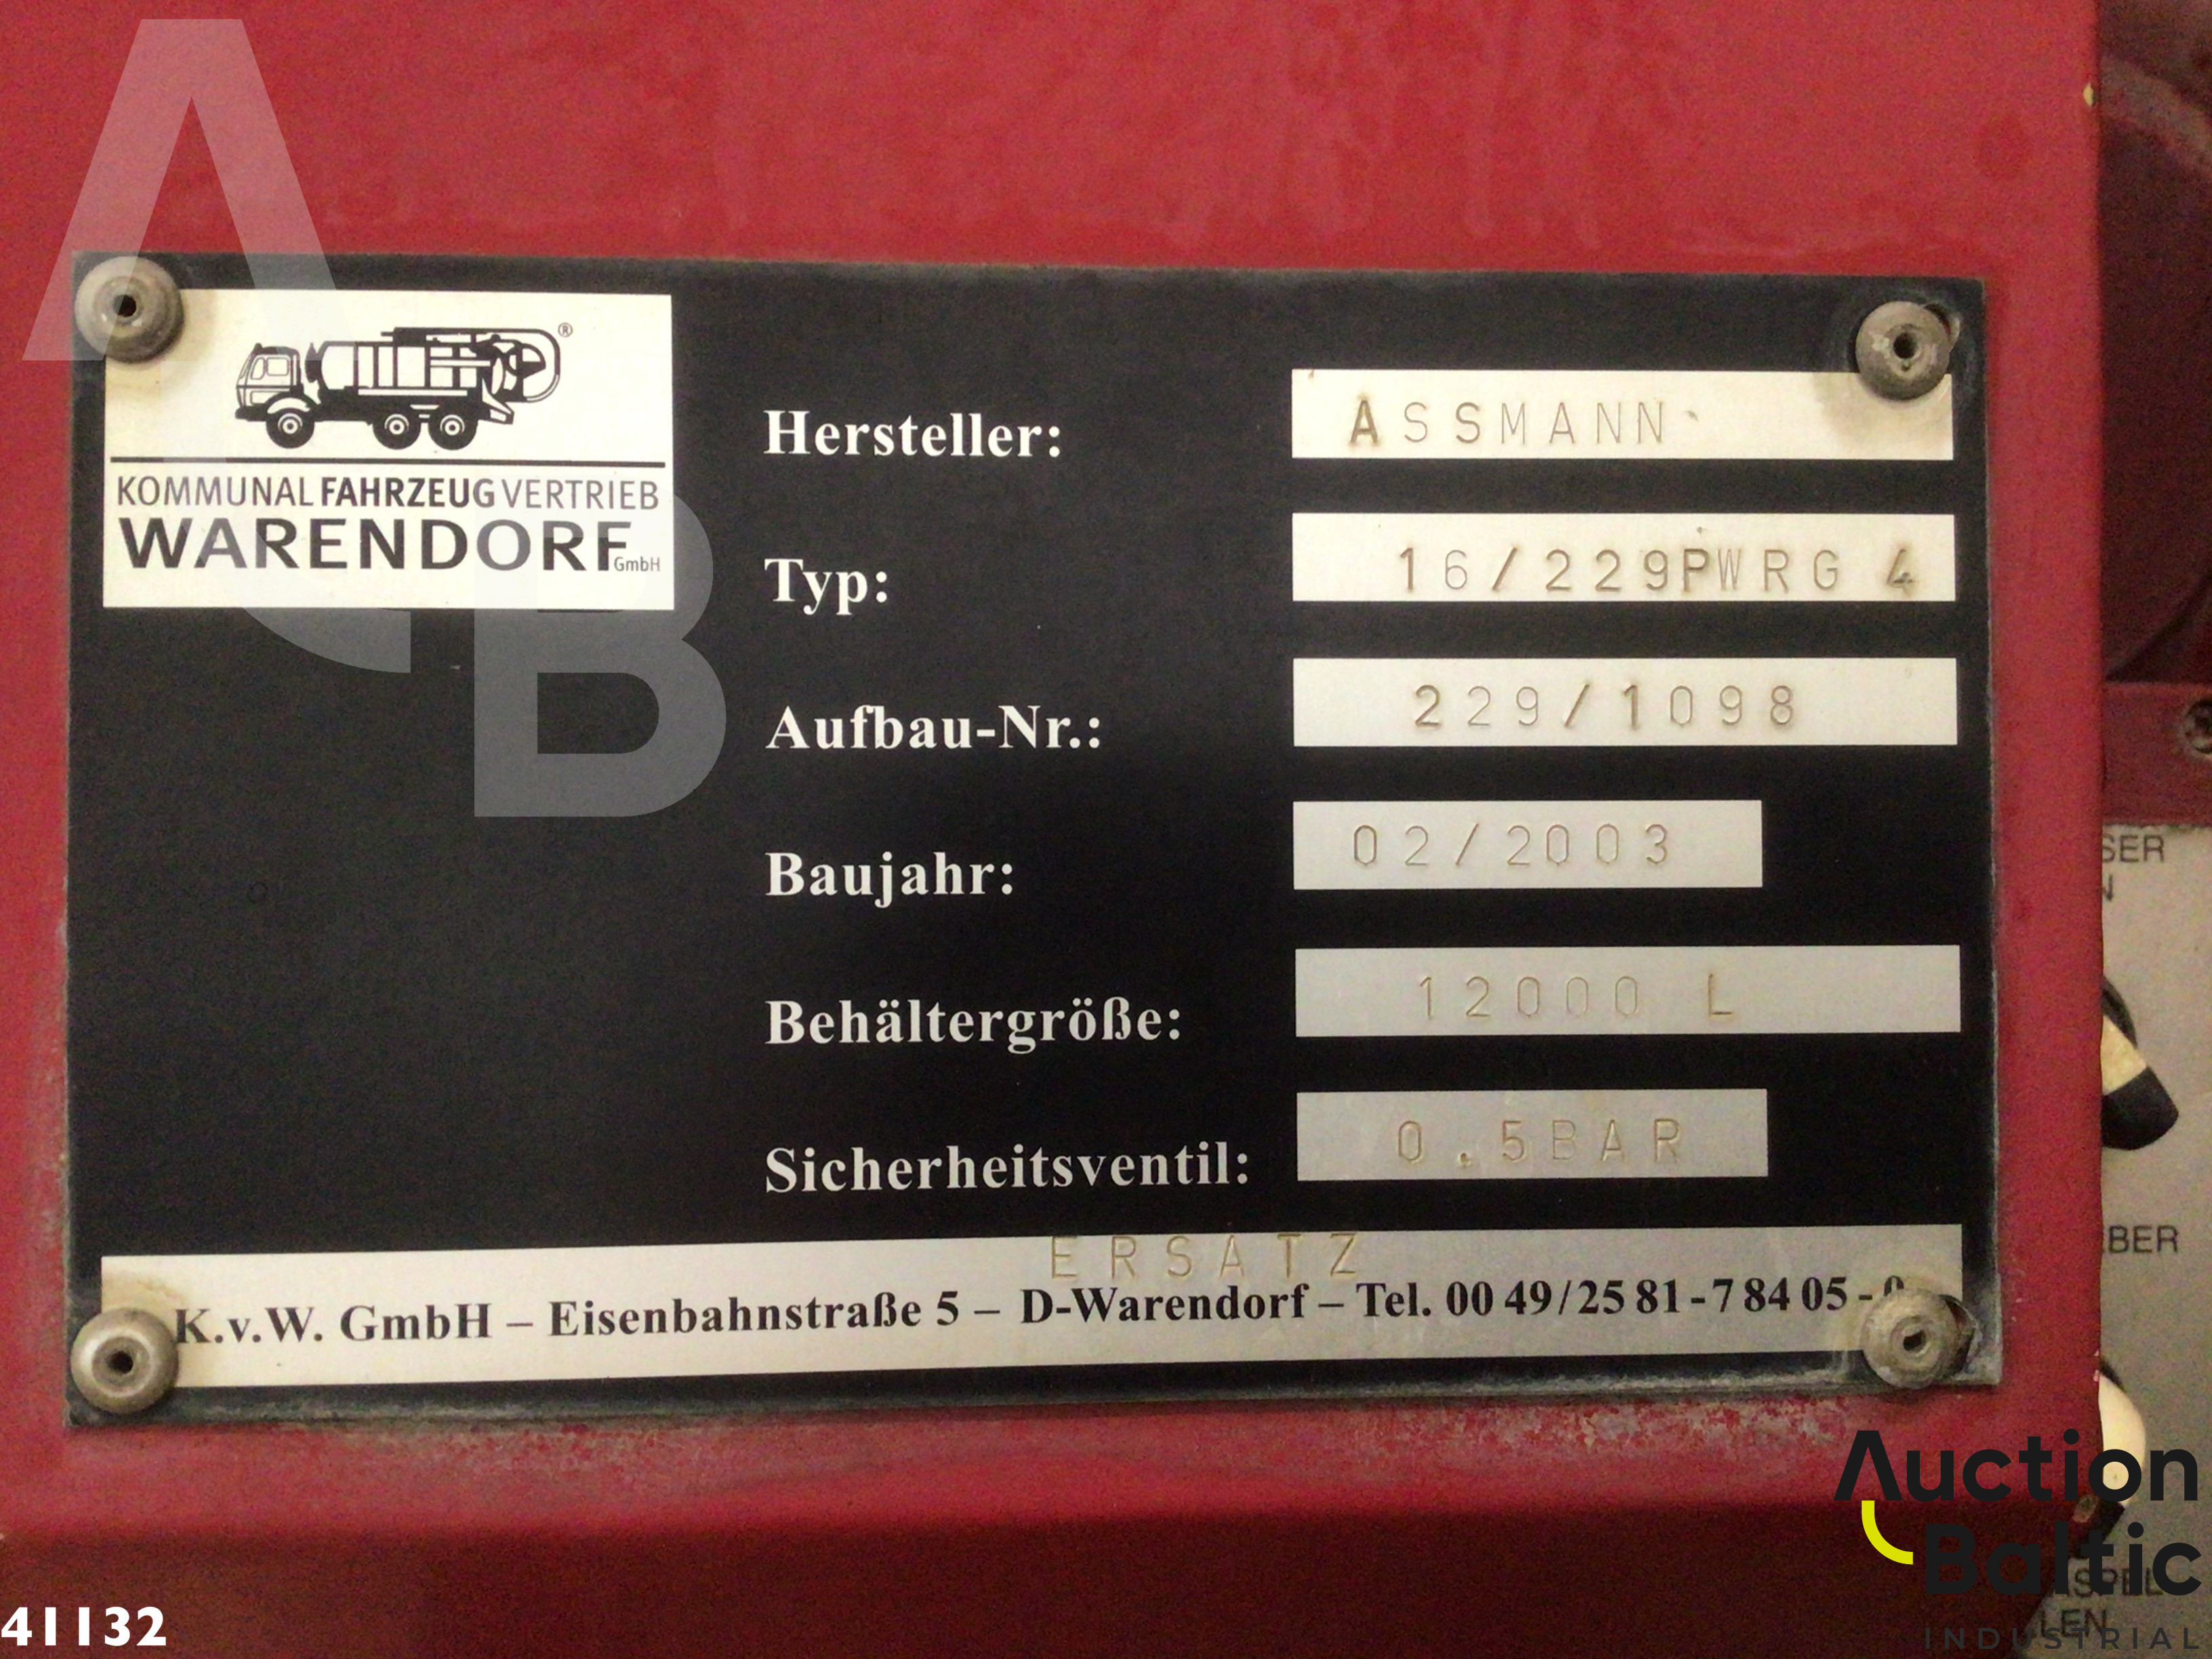 ®
KOMMUNAL FAHRZEUG VERTRIEB
WARENDORF GmbH
Hersteller: ASSMANN
Typ: 16/229PWRG 4
Aufbau-Nr.: 229/1098
Baujahr: 02/2003
Behältergröße: 12000 L
Sicherheitsventil: 0.5BAR
ERSATZ
K.v.W. GmbH – Eisenbahnstraße 5 – D-Warendorf – Tel. 00 49/25 81-7 84 05-0
AB
Auction
Baltic
INDUSTRIAL
41132